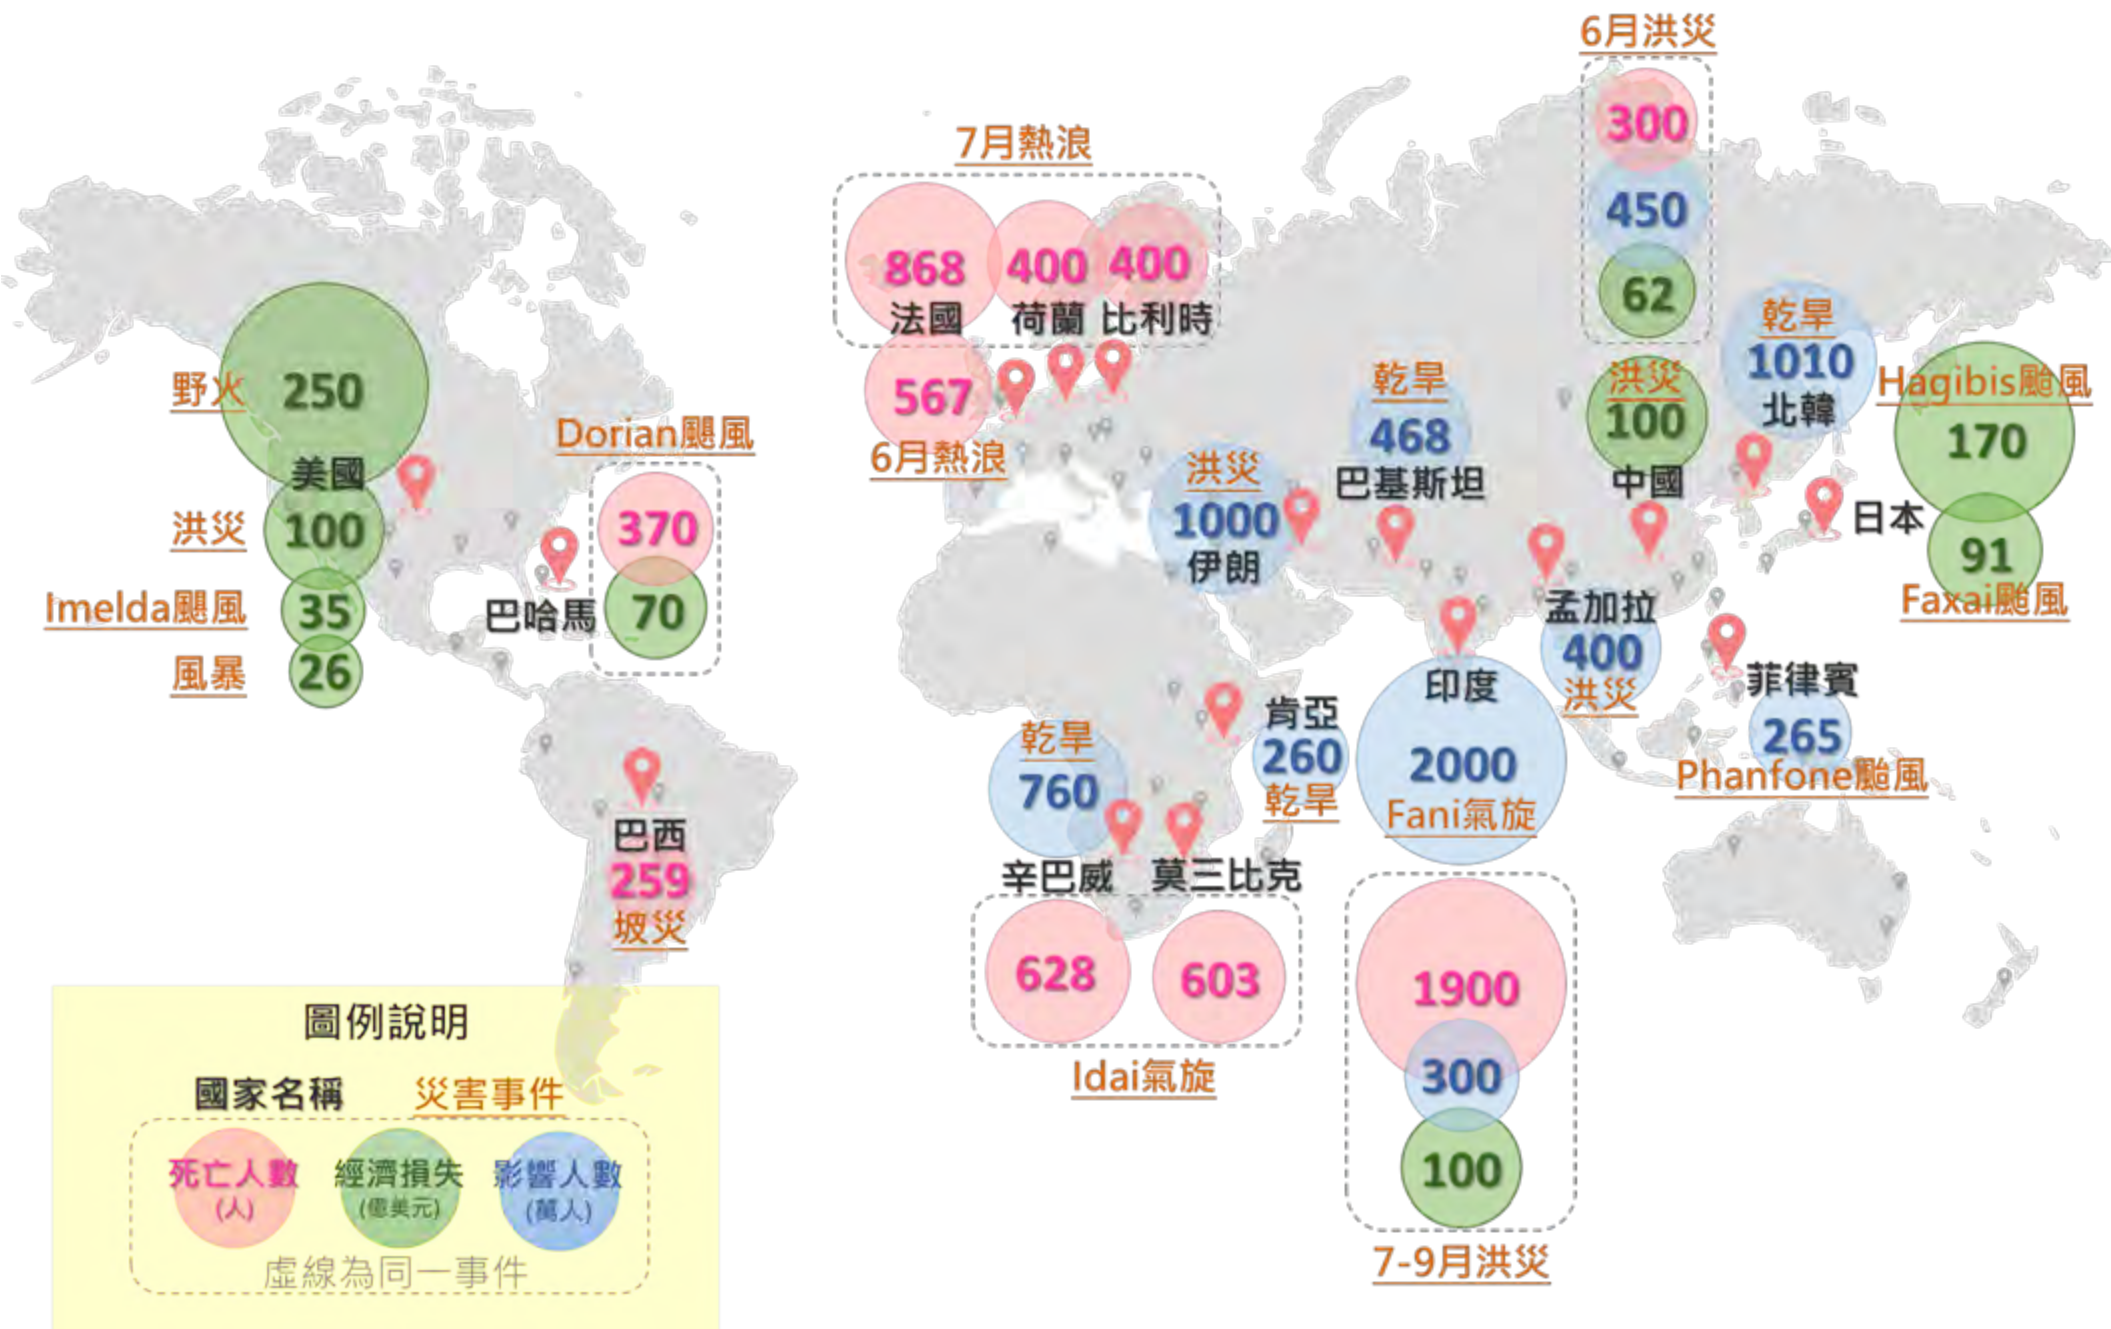 6月洪災
300
450
62
7月熱浪
868
400
400
法國
荷蘭
比利時
567
6月熱浪
野火
250
美國
洪災
100
Imelda颶風
35
風暴
26
Dorian颶風
370
70
巴哈馬
巴西
259
坡災
洪災
1000
伊朗
乾旱
468
巴基斯坦
洪災
100
中國
乾旱
1010
北韓
Hagibis颱風
170
日本
91
Faxai颱風
孟加拉
400
洪災
印度
2000
Fani氣旋
菲律賓
265
Phanfone颱風
肯亞
260
乾旱
乾旱
760
辛巴威
莫三比克
628
603
Idai氣旋
1900
300
100
7-9月洪災
圖例說明
國家名稱
災害事件
死亡人數
(人)
經濟損失
(億美元)
影響人數
(萬人)
虛線為同一事件